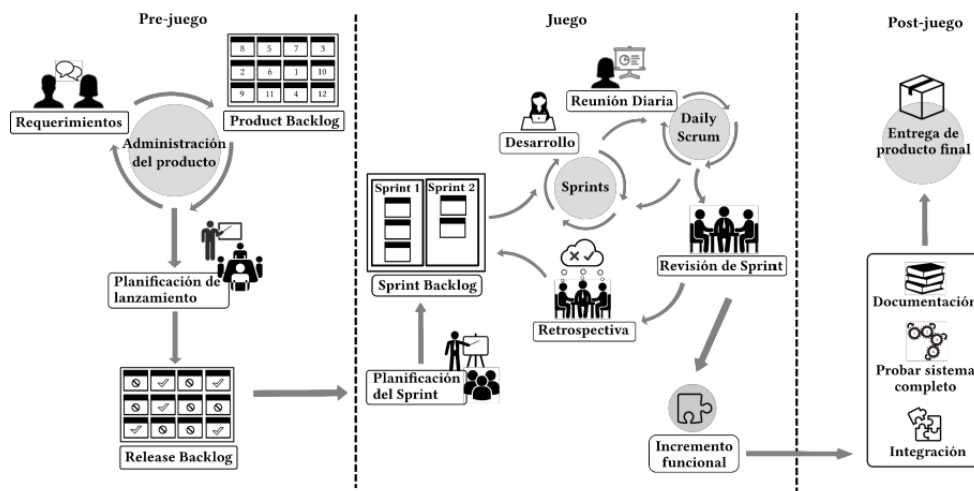 Pre-juego
Requerimientos
8 5 7 3
2 6 1 10
9 11 4 12
Product Backlog
Administración
del producto
Planificación de
lanzamiento
Release Backlog
Juego
Reunión Diaria
Desarrollo
Daily
Scrum
Sprints
Sprint 1
Sprint 2
Sprint Backlog
Revisión de Sprint
Retrospectiva
Planificación
del Sprint
Incremento
funcional
Post-juego
Entrega de
producto final
Documentación
Probar sistema
completo
Integración